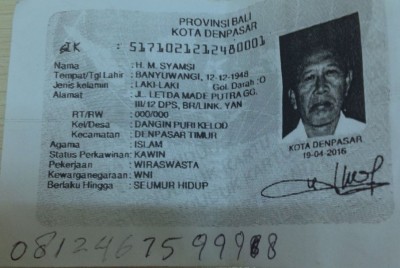 PROVINSI BALI
KOTA DENPASAR
NIK : 5171021212480001
Nama : H. M. SYAMSI
Tempat/Tgl Lahir : BANYUWANGI, 12-12-1948
Jenis kelamin : LAKI-LAKI Gol. Darah :O
Alamat : JL. LETDA MADE PUTRA GG.
III/12 DPS, BR/LINK. YAN
RT/RW : 000/000
Kel/Desa : DANGIN PURI KELOD
Kecamatan : DENPASAR TIMUR
Agama : ISLAM
Status Perkawinan : KAWIN
Pekerjaan : WIRASWASTA
Kewarganegaraan : WNI
Berlaku Hingga : SEUMUR HIDUP
KOTA DENPASAR
19-04-2016